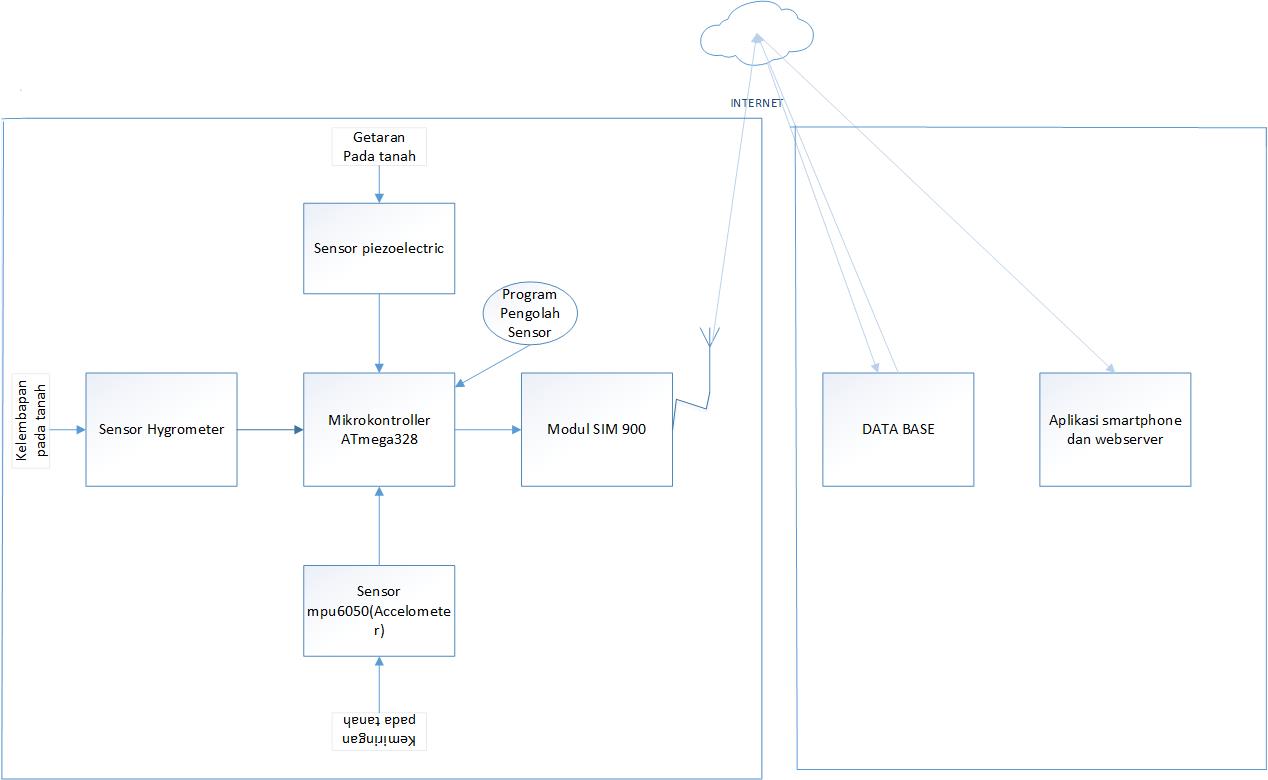 INTERNET
Getaran
Pada tanah
Sensor piezoelectric
Program
Pengolah
Sensor
Kelembapan
pada tanah
Sensor Hygrometer
Mikrokontroller
ATmega328
Modul SIM 900
DATA BASE
Aplikasi smartphone
dan webserver
Sensor
mpu6050(Accelomete
r)
Kemiringan
pada tanah